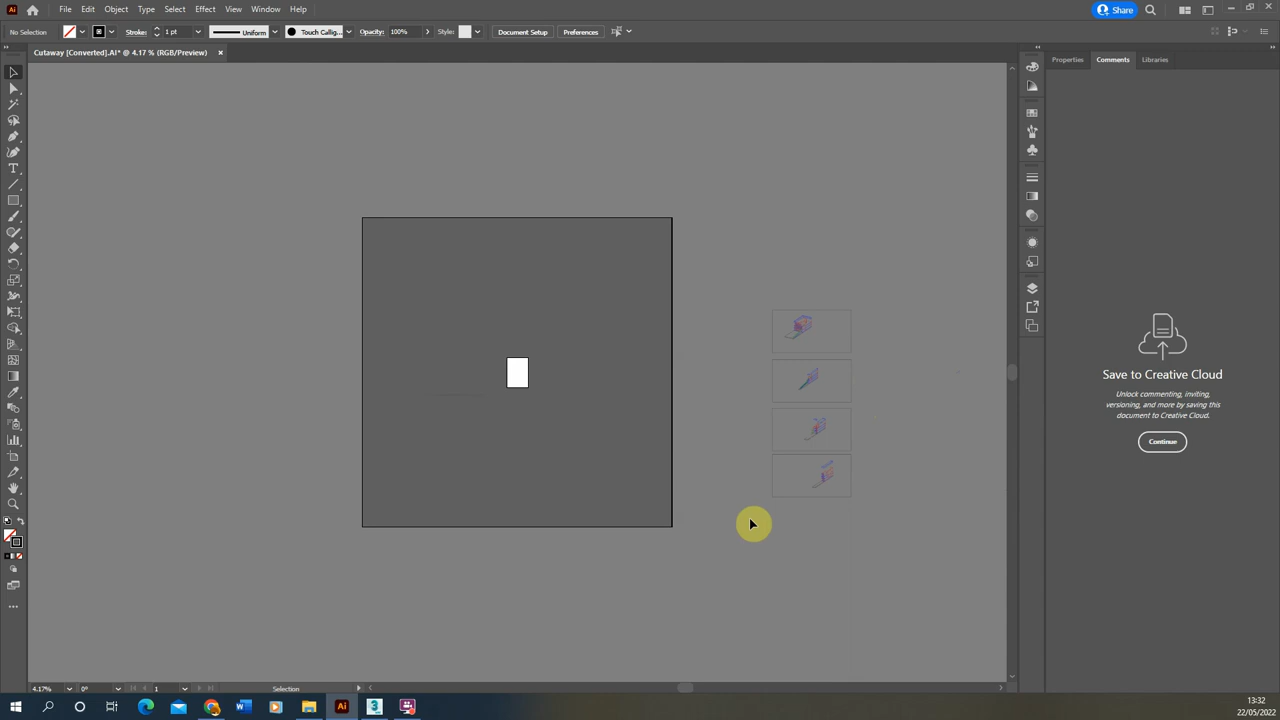 Ai File Edit Object Type Select Effect View Window Help Share
No Selection Stroke: 1 pt Uniform Touch Callig... Opacity: 100% Style: Document Setup Preferences
Cutaway [Converted].AI* @ 4.17 % (RGB/Preview) ×
Properties Comments Libraries
T
Save to Creative Cloud
Unlock commenting, inviting,
versioning, and more by saving this
document to Creative Cloud.
Continue
4.17% 0° 1 Selection
W Ai 3
13:32
22/05/2022